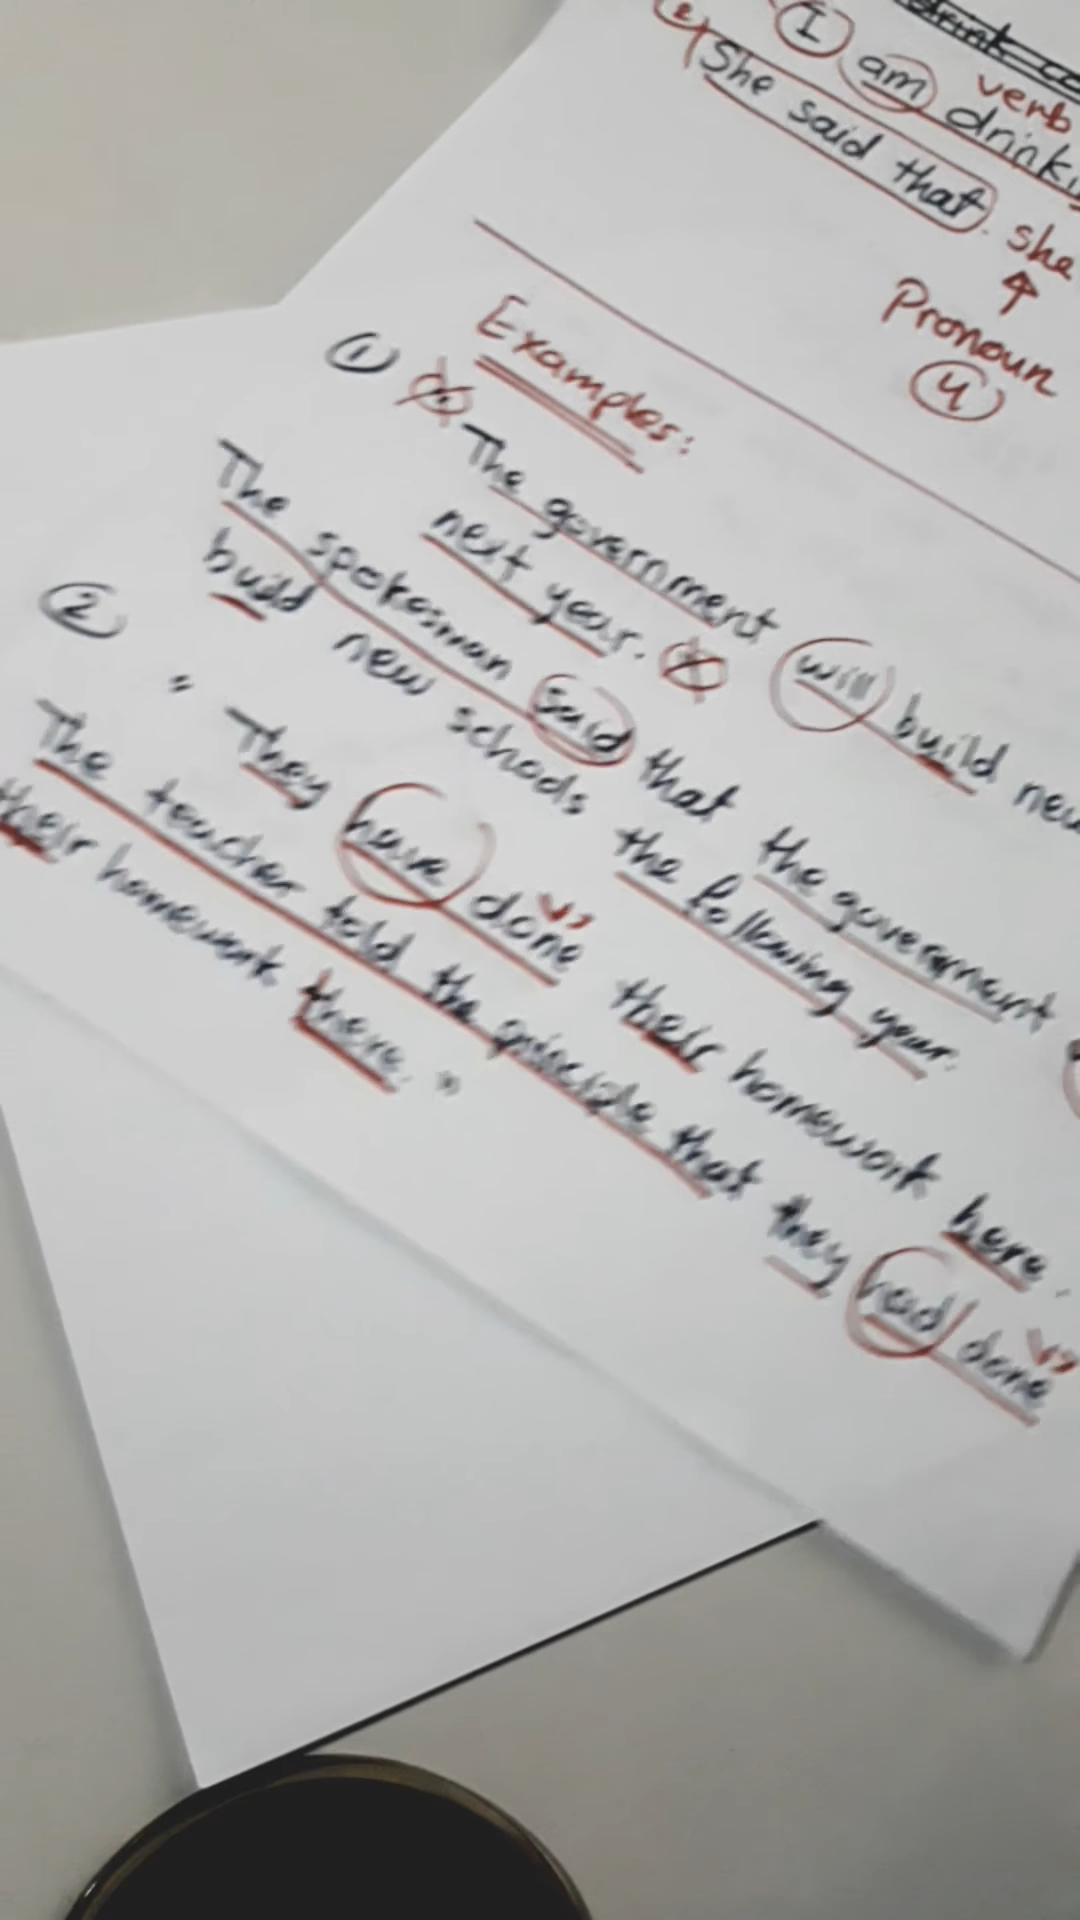 drink
I am drinki
verb
2 She said that. she
Pronoun
4
Examples:
1 The government will build new
next year.
The spokesman said that the government
build new schools the following year.
2 "They have done their homework here.
The teacher told the principle that they had done
their homework there."